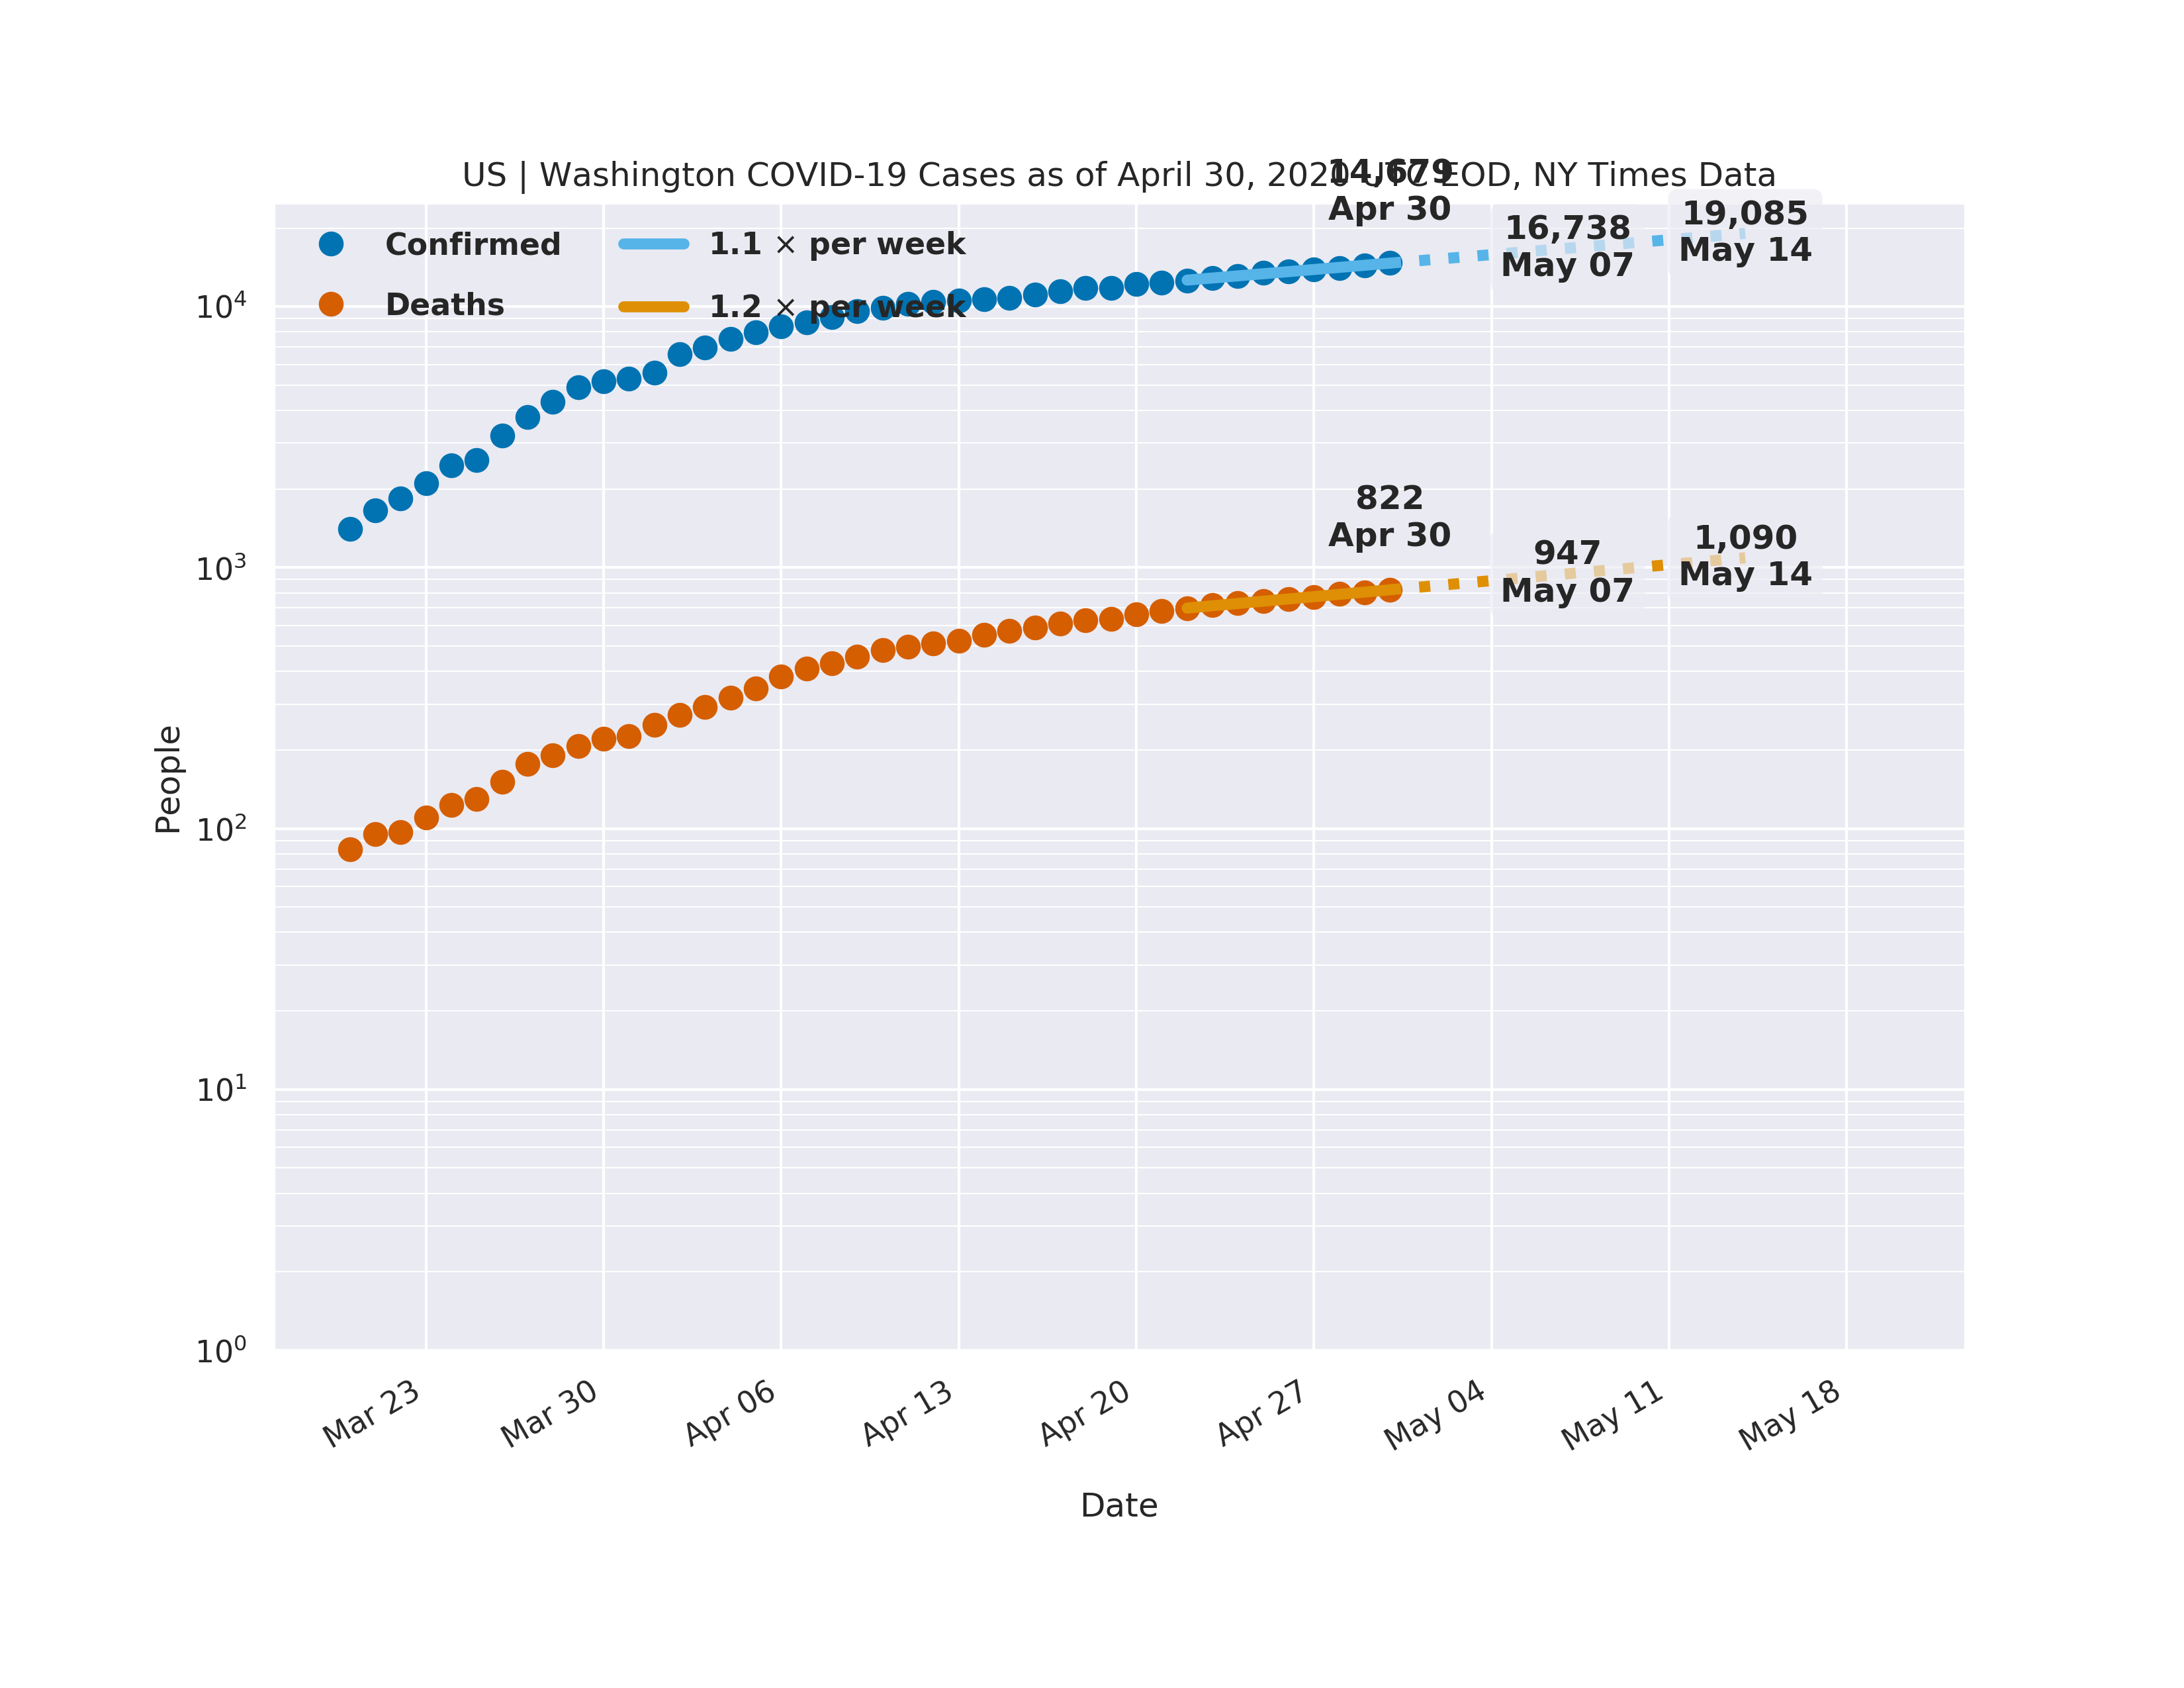 US | Washington COVID-19 Cases as of April 30, 2020 UTC EOD, NY Times Data
14,679
Apr 30
16,738
May 07
19,085
May 14
Confirmed
Deaths
1.1 × per week
1.2 × per week
822
Apr 30
947
May 07
1,090
May 14
People
10⁴
10³
10²
10¹
10⁰
Mar 23
Mar 30
Apr 06
Apr 13
Apr 20
Apr 27
May 04
May 11
May 18
Date